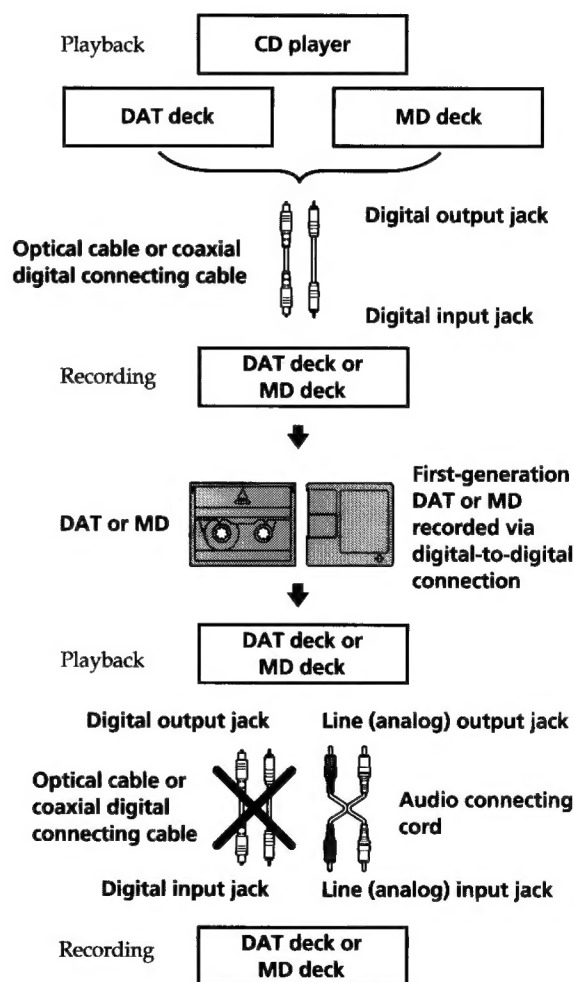 Playback
CD player
DAT deck
MD deck
Digital output jack
Optical cable or coaxial
digital connecting cable
Digital input jack
Recording
DAT deck or
MD deck
DAT or MD
First-generation
DAT or MD
recorded via
digital-to-digital
connection
Playback
DAT deck or
MD deck
Digital output jack
Line (analog) output jack
Optical cable or
coaxial digital
connecting cable
Audio connecting
cord
Digital input jack
Line (analog) input jack
Recording
DAT deck or
MD deck